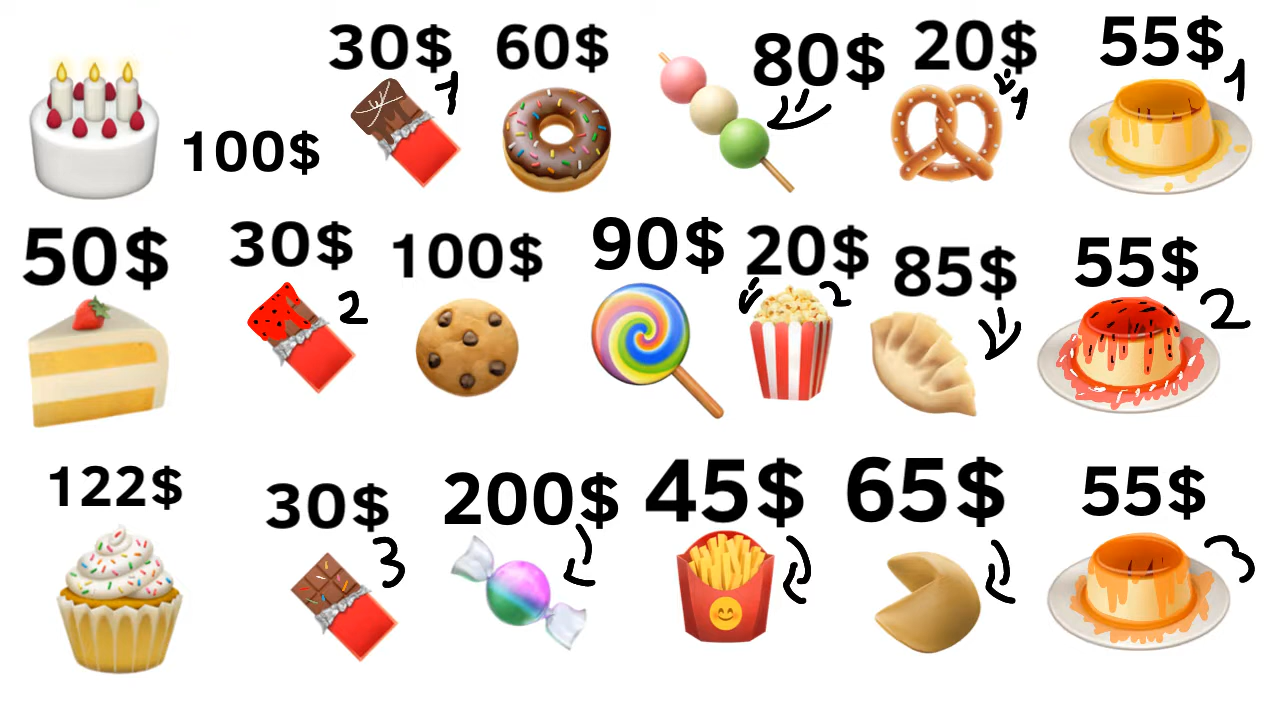 30$ 60$ 80$ 20$ 55$
1 1 1
100$
50$ 30$ 100$ 90$ 20$ 85$ 55$
2 2 2
122$ 30$ 200$ 45$ 65$ 55$
3 3